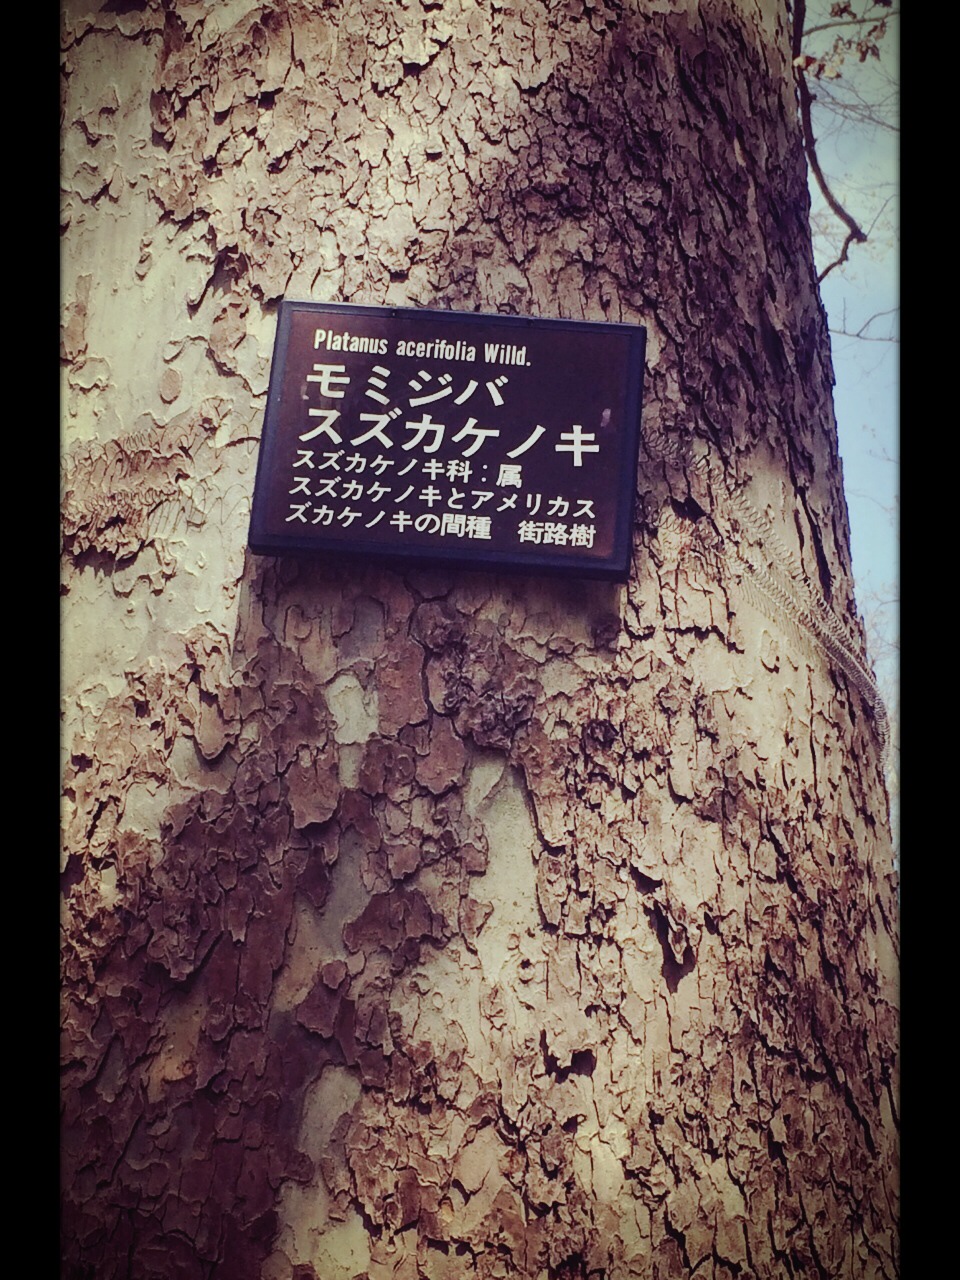 Platanus acerifolia Willd.
モミジバ
スズカケノキ
スズカケノキ科:属
スズカケノキとアメリカス
ズカケノキの間種　街路樹